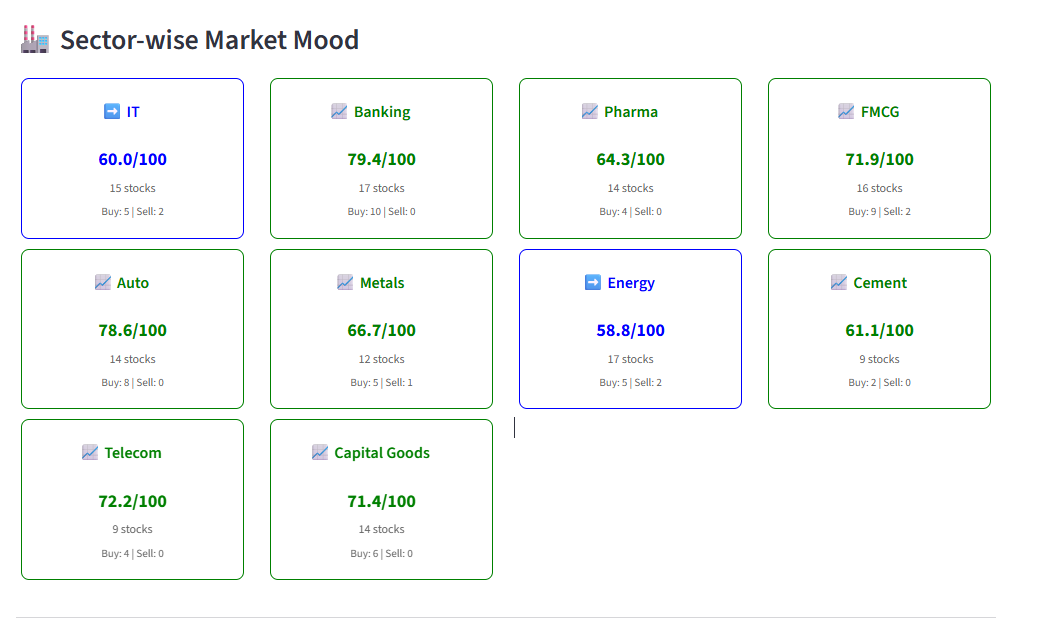 Sector-wise Market Mood
IT
60.0/100
15 stocks
Buy: 5 | Sell: 2
Banking
79.4/100
17 stocks
Buy: 10 | Sell: 0
Pharma
64.3/100
14 stocks
Buy: 4 | Sell: 0
FMCG
71.9/100
16 stocks
Buy: 9 | Sell: 2
Auto
78.6/100
14 stocks
Buy: 8 | Sell: 0
Metals
66.7/100
12 stocks
Buy: 5 | Sell: 1
Energy
58.8/100
17 stocks
Buy: 5 | Sell: 2
Cement
61.1/100
9 stocks
Buy: 2 | Sell: 0
Telecom
72.2/100
9 stocks
Buy: 4 | Sell: 0
Capital Goods
71.4/100
14 stocks
Buy: 6 | Sell: 0